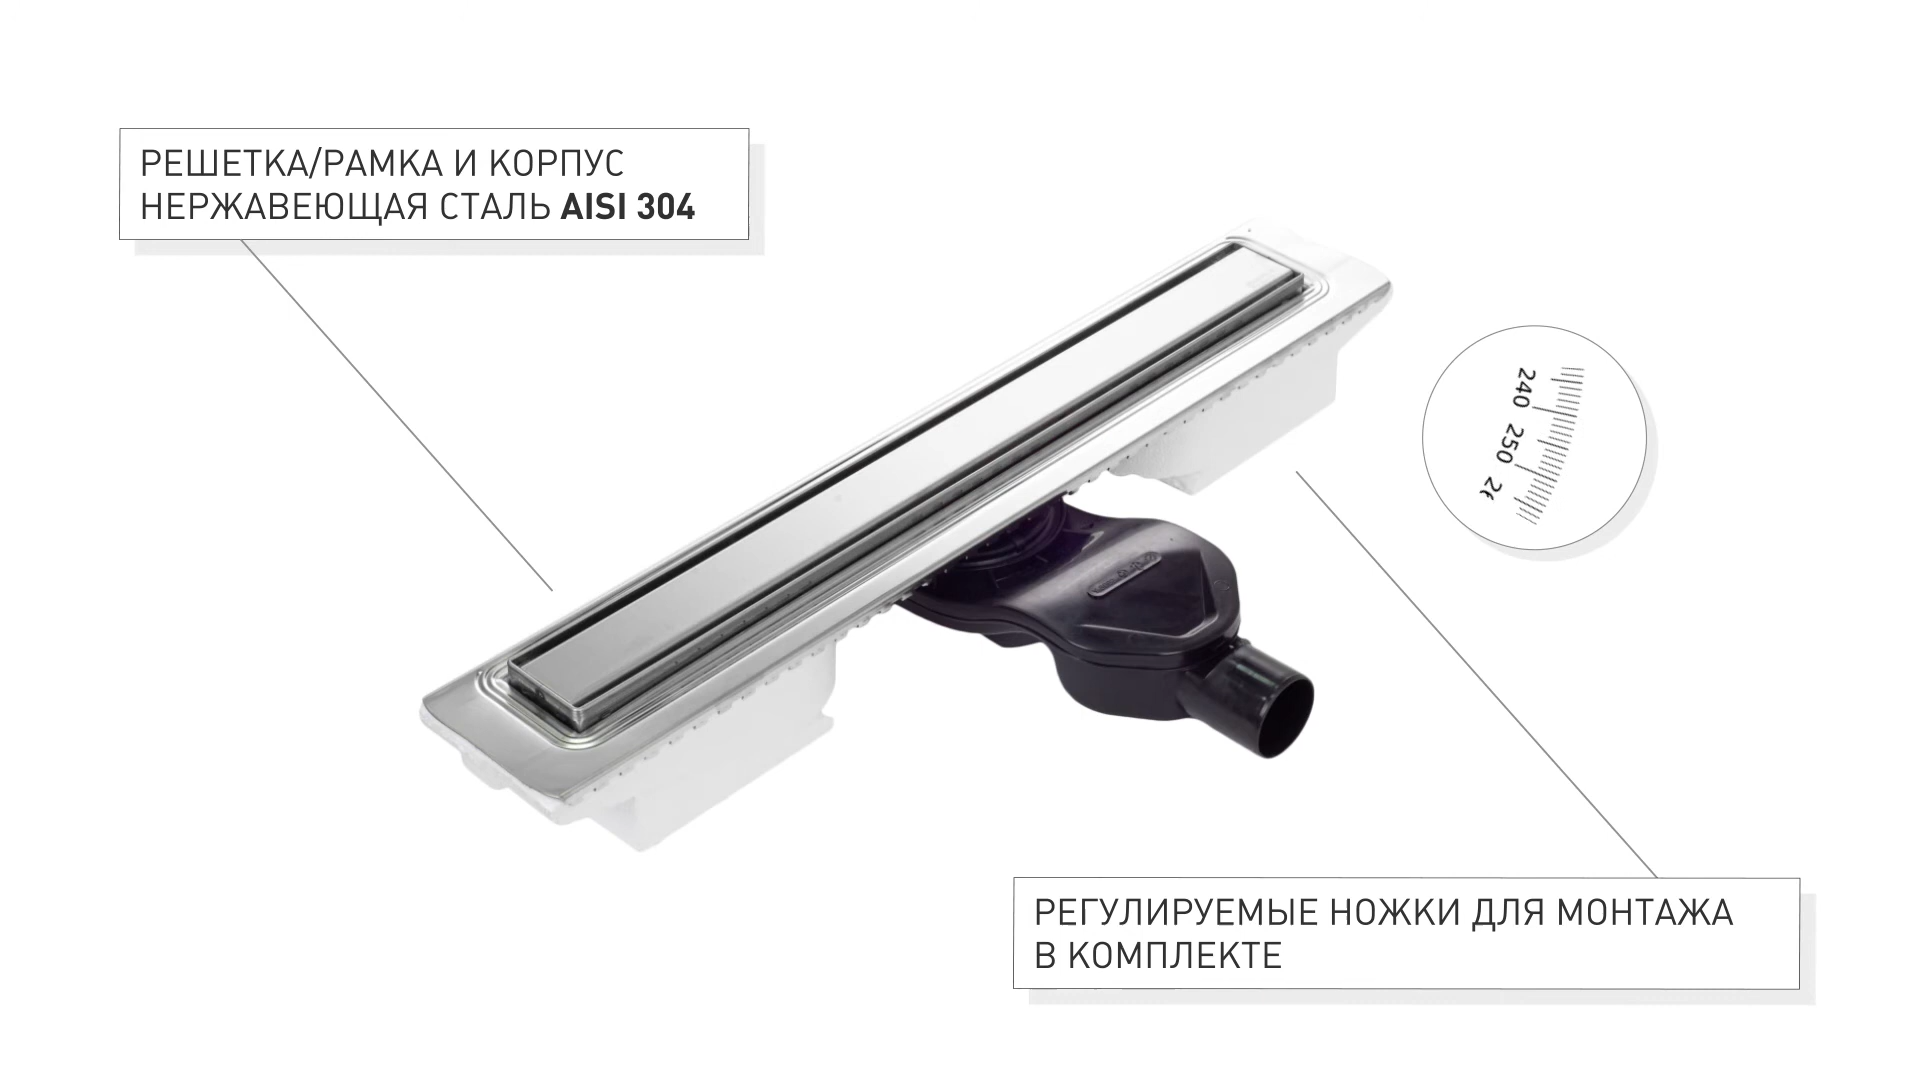 РЕШЕТКА/РАМКА И КОРПУС
НЕРЖАВЕЮЩАЯ СТАЛЬ AISI 304
240
250
РЕГУЛИРУЕМЫЕ НОЖКИ ДЛЯ МОНТАЖА
В КОМПЛЕКТЕ